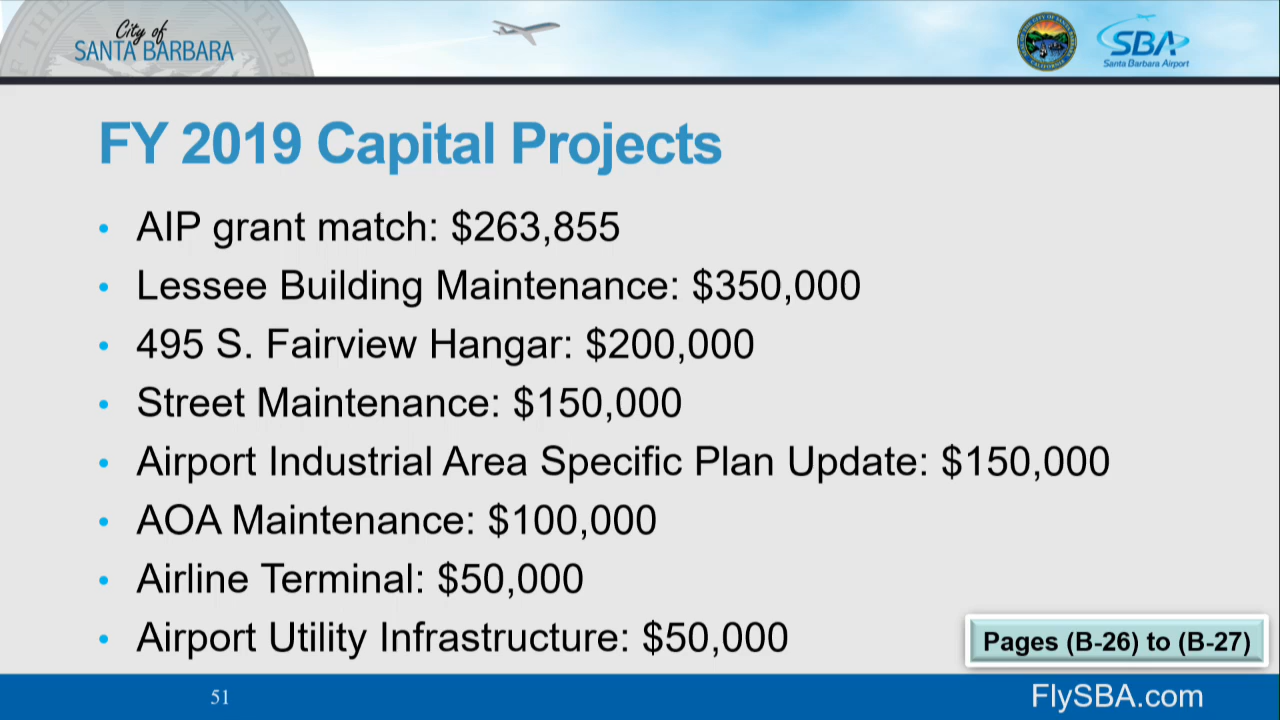 City of
SANTA BARBARA
SBA
Santa Barbara Airport
FY 2019 Capital Projects
• AIP grant match: $263,855
• Lessee Building Maintenance: $350,000
• 495 S. Fairview Hangar: $200,000
• Street Maintenance: $150,000
• Airport Industrial Area Specific Plan Update: $150,000
• AOA Maintenance: $100,000
• Airline Terminal: $50,000
• Airport Utility Infrastructure: $50,000
Pages (B-26) to (B-27)
51
FlySBA.com